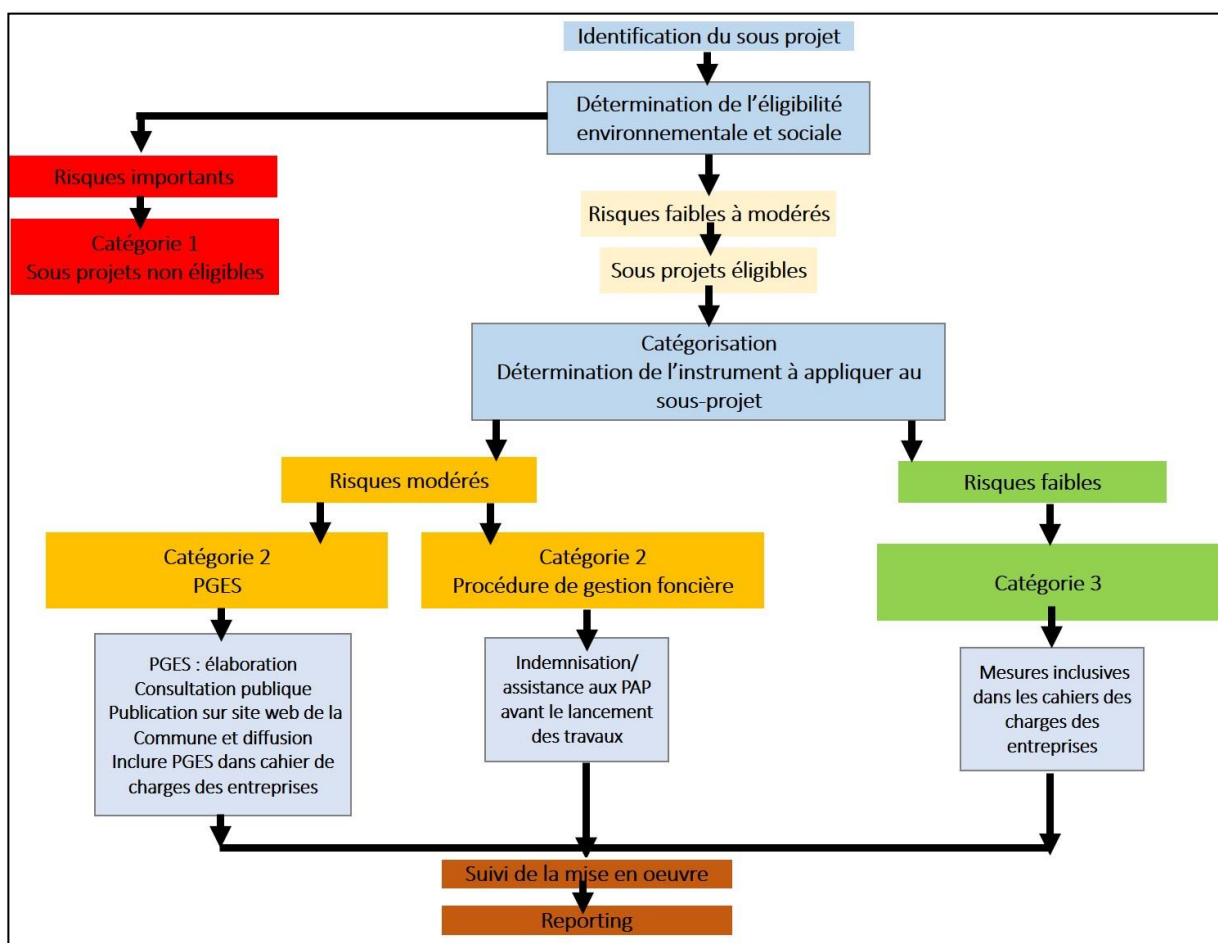 Identification du sous projet
Détermination de l’éligibilité
environnementale et sociale
Risques importants
Catégorie 1
Sous projets non éligibles
Risques faibles à modérés
Sous projets éligibles
Catégorisation
Détermination de l’instrument à appliquer au
sous-projet
Risques modérés
Risques faibles
Catégorie 2
PGES
Catégorie 2
Procédure de gestion foncière
Catégorie 3
PGES : élaboration
Consultation publique
Publication sur site web de la
Commune et diffusion
Inclure PGES dans cahier de
charges des entreprises
Indemnisation/
assistance aux PAP
avant le lancement
des travaux
Mesures inclusives
dans les cahiers des
charges des
entreprises
Suivi de la mise en oeuvre
Reporting